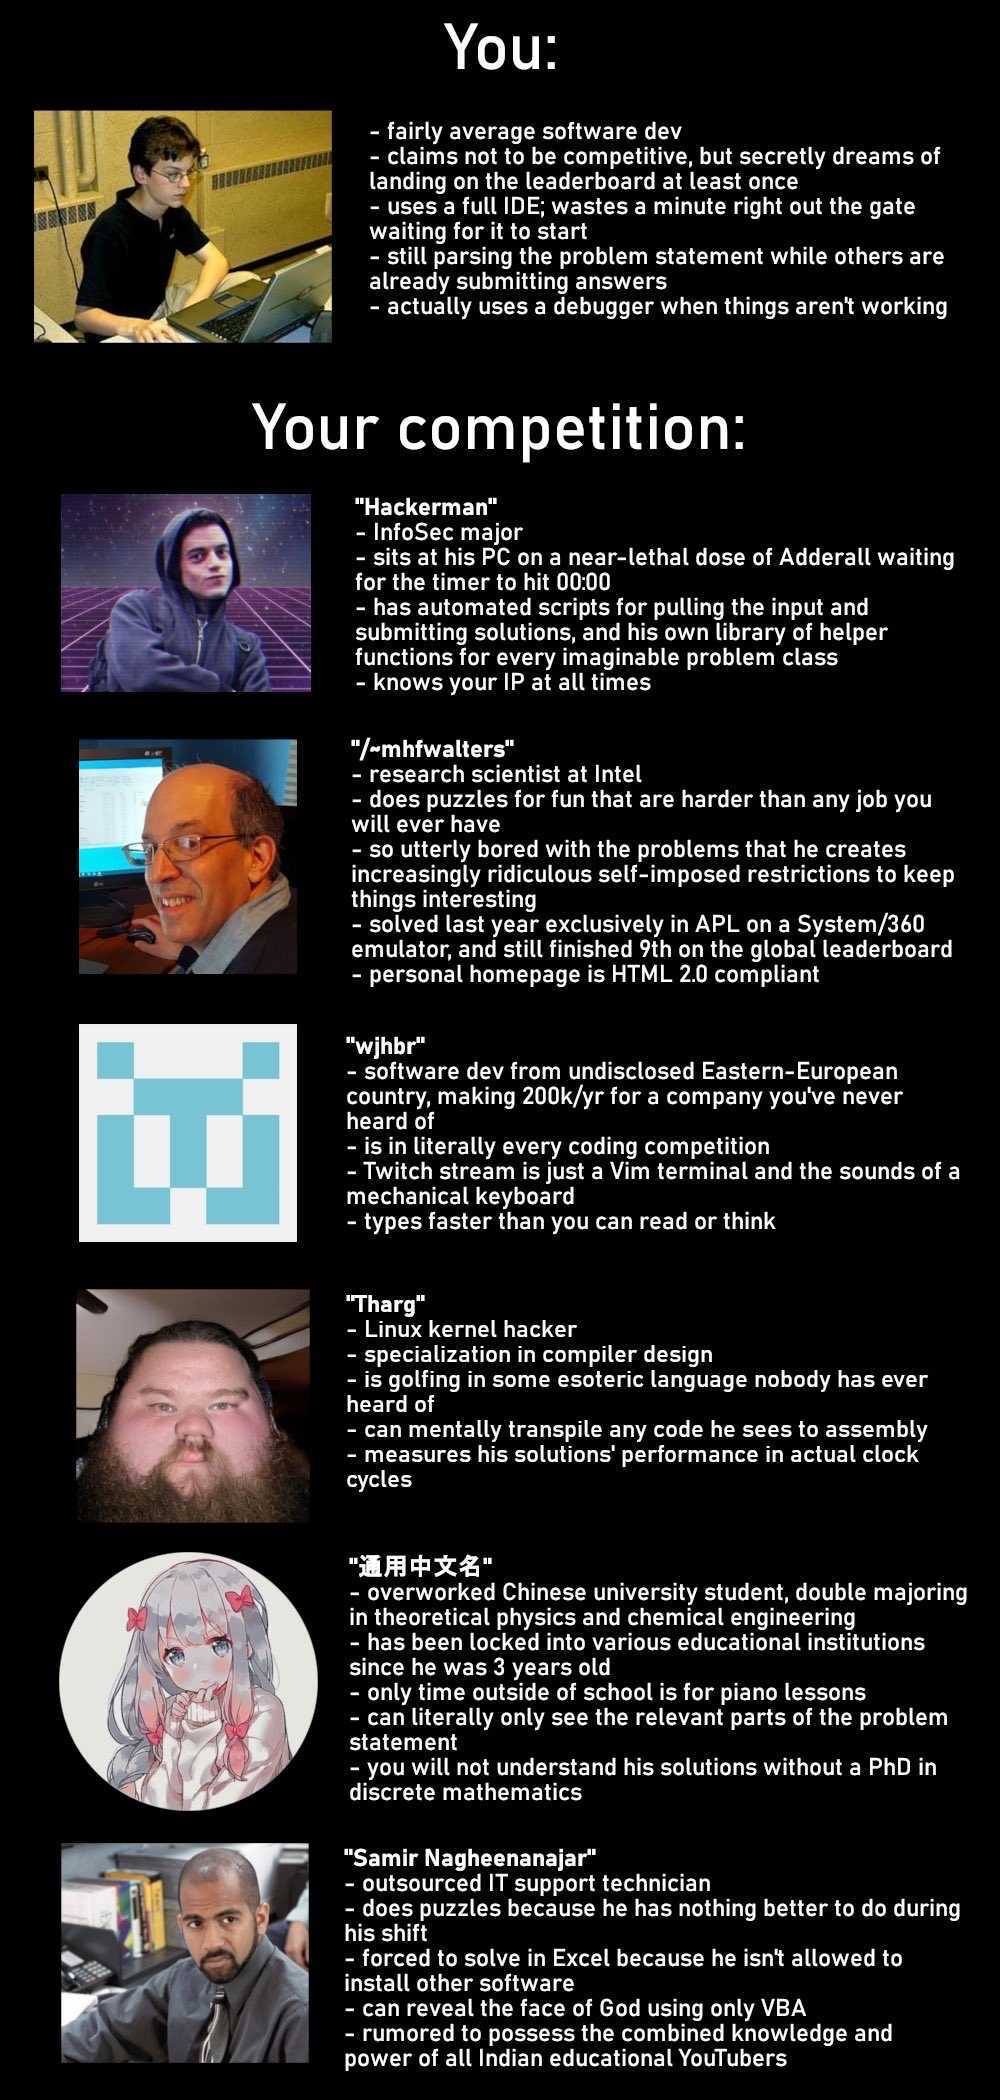 You:
- fairly average software dev
- claims not to be competitive, but secretly dreams of
landing on the leaderboard at least once
- uses a full IDE; wastes a minute right out the gate
waiting for it to start
- still parsing the problem statement while others are
already submitting answers
- actually uses a debugger when things aren't working
Your competition:
"Hackerman"
- InfoSec major
- sits at his PC on a near-lethal dose of Adderall waiting
for the timer to hit 00:00
- has automated scripts for pulling the input and
submitting solutions, and his own library of helper
functions for every imaginable problem class
- knows your IP at all times
"/~mhfwalters"
- research scientist at Intel
- does puzzles for fun that are harder than any job you
will ever have
- so utterly bored with the problems that he creates
increasingly ridiculous self-imposed restrictions to keep
things interesting
- solved last year exclusively in APL on a System/360
emulator, and still finished 9th on the global leaderboard
- personal homepage is HTML 2.0 compliant
"wjhbr"
- software dev from undisclosed Eastern-European
country, making 200k/yr for a company you've never
heard of
- is in literally every coding competition
- Twitch stream is just a Vim terminal and the sounds of a
mechanical keyboard
- types faster than you can read or think
"Tharg"
- Linux kernel hacker
- specialization in compiler design
- is golfing in some esoteric language nobody has ever
heard of
- can mentally transpile any code he sees to assembly
- measures his solutions' performance in actual clock
cycles
"通用中文名"
- overworked Chinese university student, double majoring
in theoretical physics and chemical engineering
- has been locked into various educational institutions
since he was 3 years old
- only time outside of school is for piano lessons
- can literally only see the relevant parts of the problem
statement
- you will not understand his solutions without a PhD in
discrete mathematics
"Samir Nagheenanajar"
- outsourced IT support technician
- does puzzles because he has nothing better to do during
his shift
- forced to solve in Excel because he isn't allowed to
install other software
- can reveal the face of God using only VBA
- rumored to possess the combined knowledge and
power of all Indian educational YouTubers